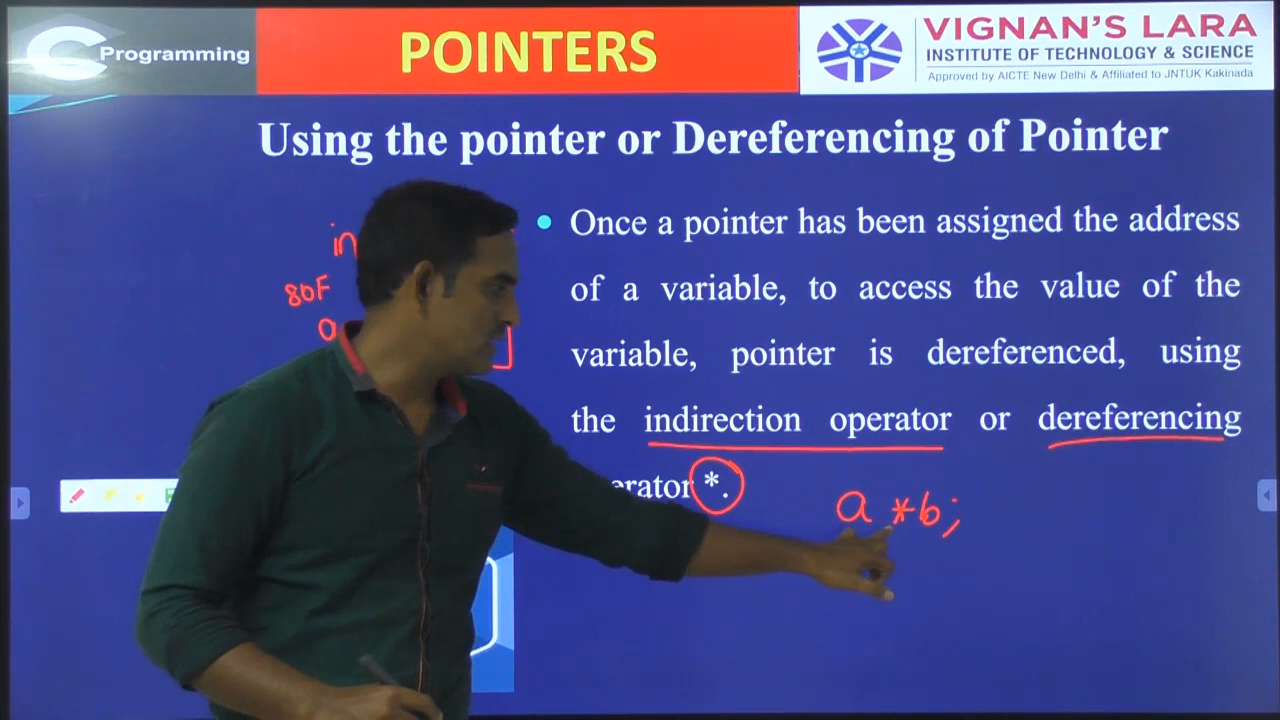 C Programming
POINTERS
VIGNAN'S LARA
INSTITUTE OF TECHNOLOGY & SCIENCE
Approved by AICTE New Delhi & Affiliated to JNTUK Kakinada
Using the pointer or Dereferencing of Pointer
Once a pointer has been assigned the address
of a variable, to access the value of the
variable, pointer is dereferenced, using
the indirection operator or dereferencing
erator *.
in
80F
a
a *b;